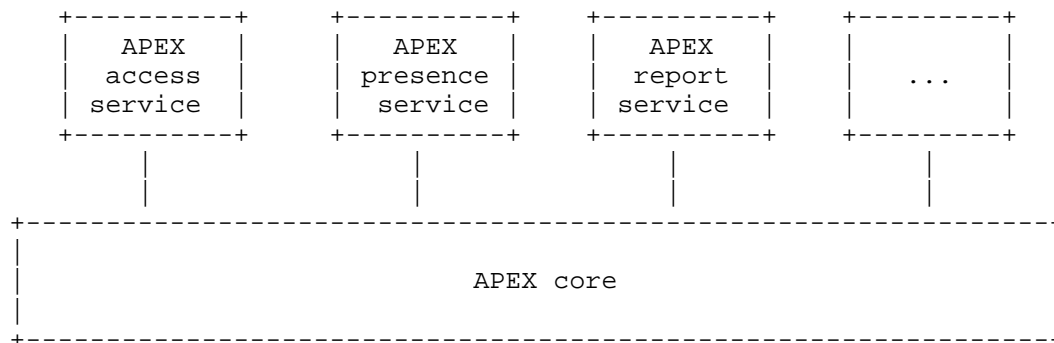 APEX APEX APEX
access presence report ...
service service service
APEX core